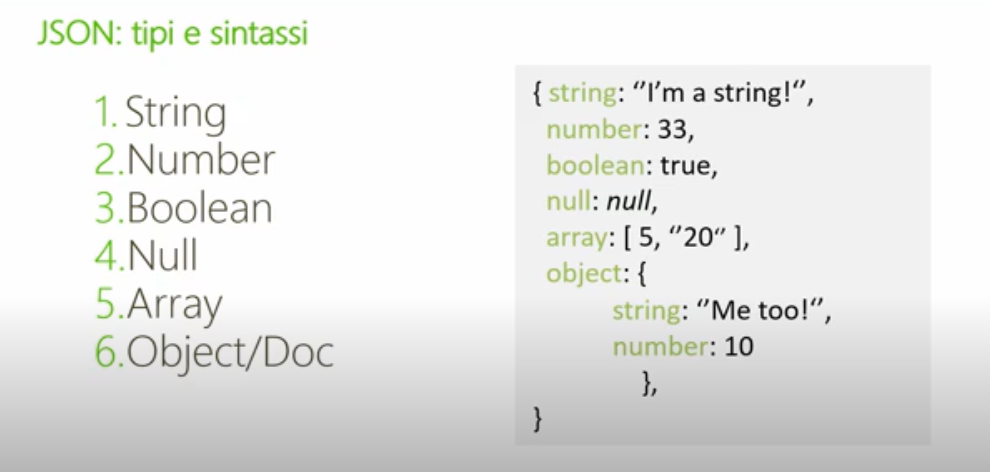 JSON: tipi e sintassi
1. String
2.Number
3.Boolean
4.Null
5.Array
6.Object/Doc
{ string: ‘’I’m a string!‘’,
number: 33,
boolean: true,
null: null,
array: [ 5, ‘’20‘’ ],
object: {
string: ‘’Me too!‘’,
number: 10
},
}